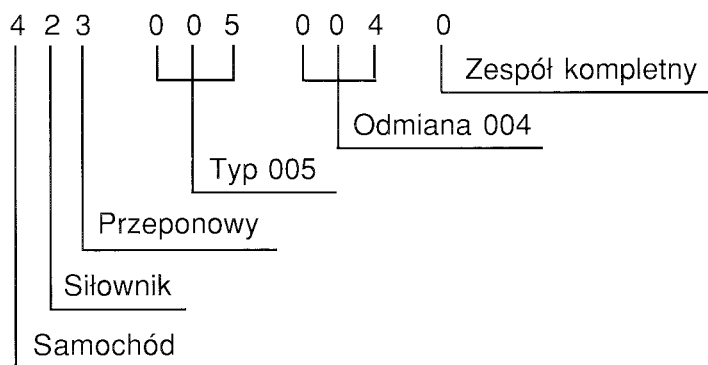 4 2 3 0 0 5 0 0 4 0
Zespół kompletny
Odmiana 004
Typ 005
Przeponowy
Siłownik
Samochód